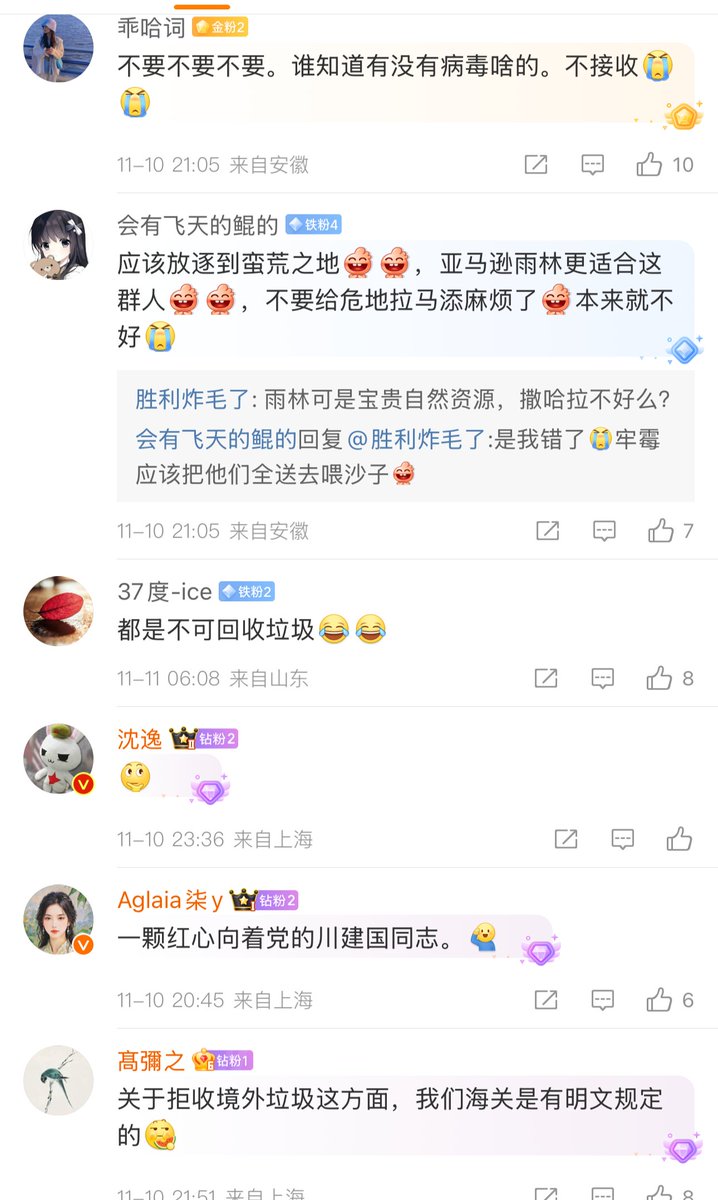 乖哈词 金粉2
不要不要不要。谁知道有没有病毒啥的。不接收
11-10 21:05 来自安徽 10
会有飞天的鲲的 铁粉4
应该放逐到蛮荒之地，亚马逊雨林更适合这
群人，不要给危地拉马添麻烦了本来就不
好
胜利炸毛了: 雨林可是宝贵自然资源，撒哈拉不好么？
会有飞天的鲲的回复@胜利炸毛了:是我错了牢霉
应该把他们全送去喂沙子
11-10 21:05 来自安徽 7
37度-ice 铁粉2
都是不可回收垃圾
11-11 06:08 来自山东 8
沈逸 II 钻粉2
11-10 23:36 来自上海
Aglaia柒y I 钻粉2
一颗红心向着党的川建国同志。
11-10 20:45 来自上海 6
髙彌之 钻粉1
关于拒收境外垃圾这方面，我们海关是有明文规定
的
11-10 21:51 来自上海 8